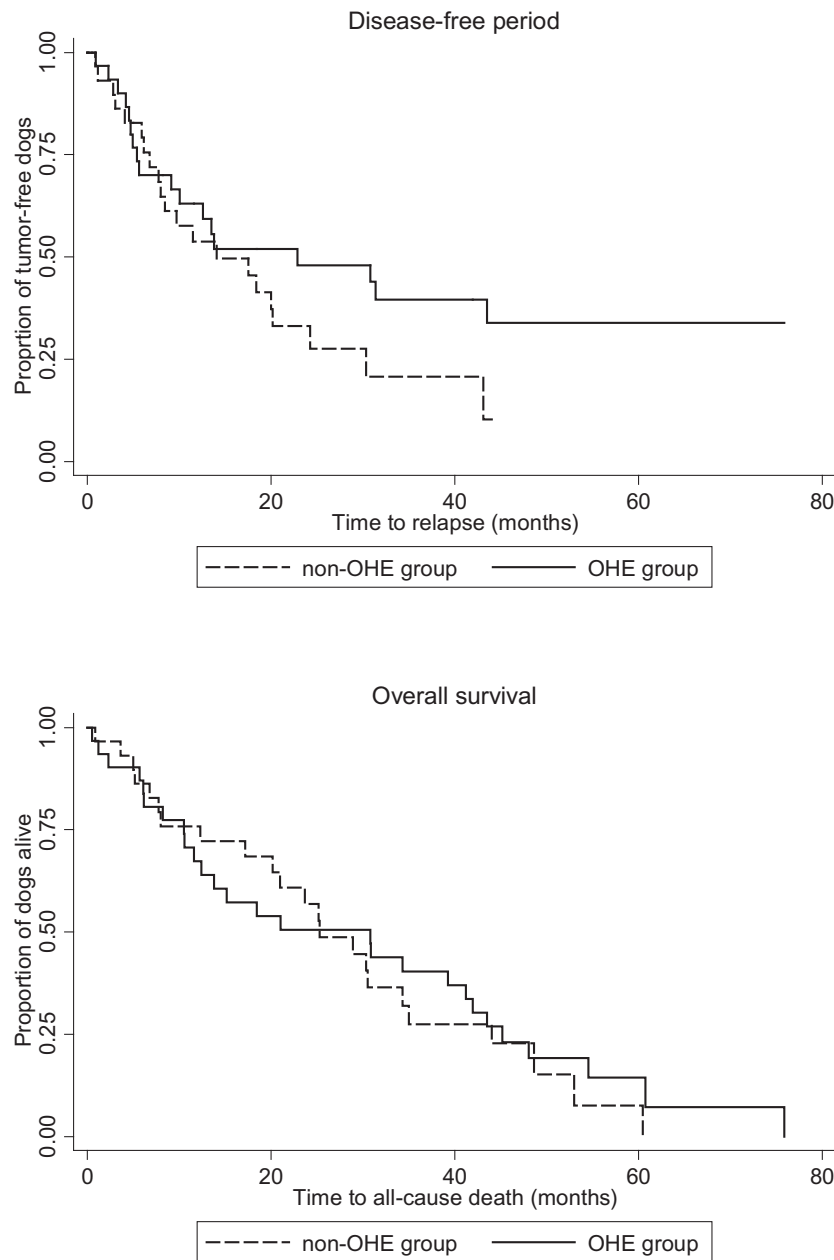 Disease-free period
Proprtion of tumor-free dogs
1.00
0.75
0.50
0.25
0.00
0 20 40 60 80
Time to relapse (months)
non-OHE group OHE group
Overall survival
Proportion of dogs alive
1.00
0.75
0.50
0.25
0.00
0 20 40 60 80
Time to all-cause death (months)
non-OHE group OHE group